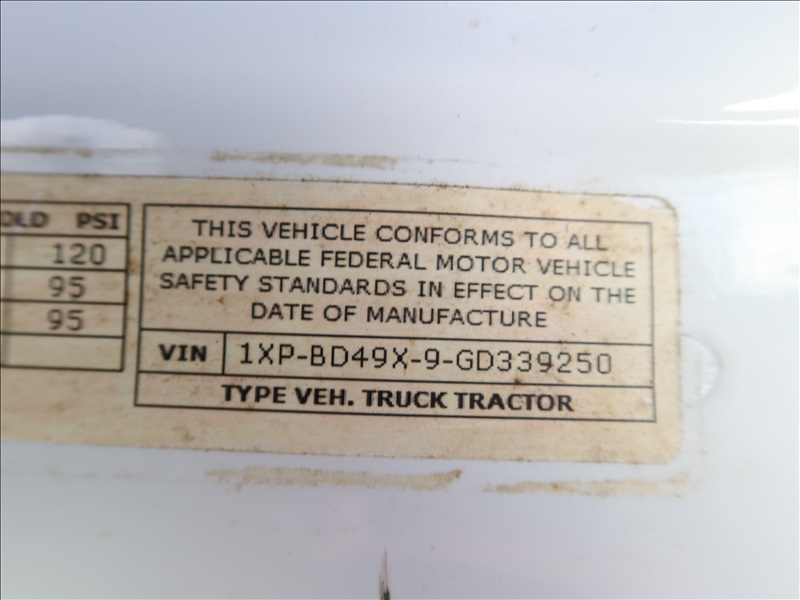 OLD PSI
120
95
95
THIS VEHICLE CONFORMS TO ALL
APPLICABLE FEDERAL MOTOR VEHICLE
SAFETY STANDARDS IN EFFECT ON THE
DATE OF MANUFACTURE
VIN 1XP-BD49X-9-GD339250
TYPE VEH. TRUCK TRACTOR